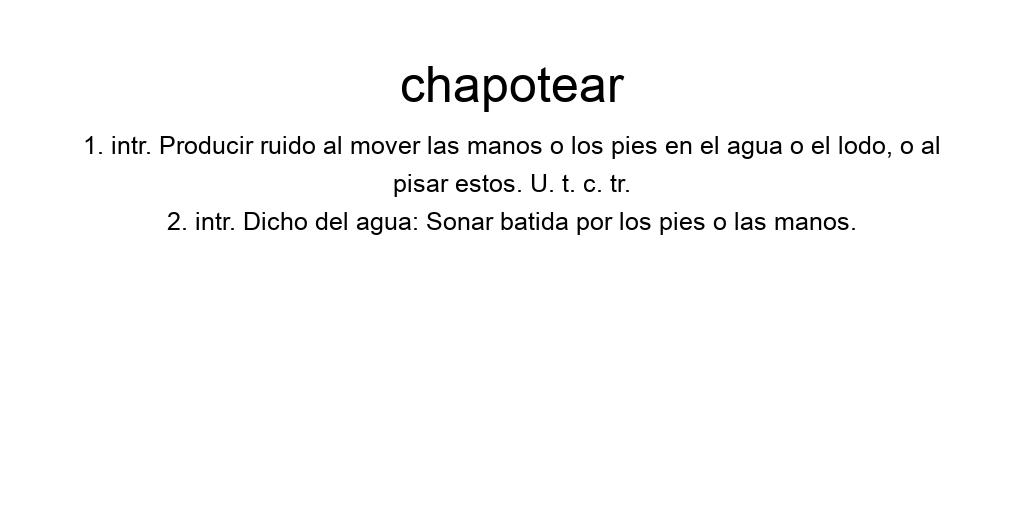 chapotear
1. intr. Producir ruido al mover las manos o los pies en el agua o el lodo, o al
pisar estos. U. t. c. tr.
2. intr. Dicho del agua: Sonar batida por los pies o las manos.